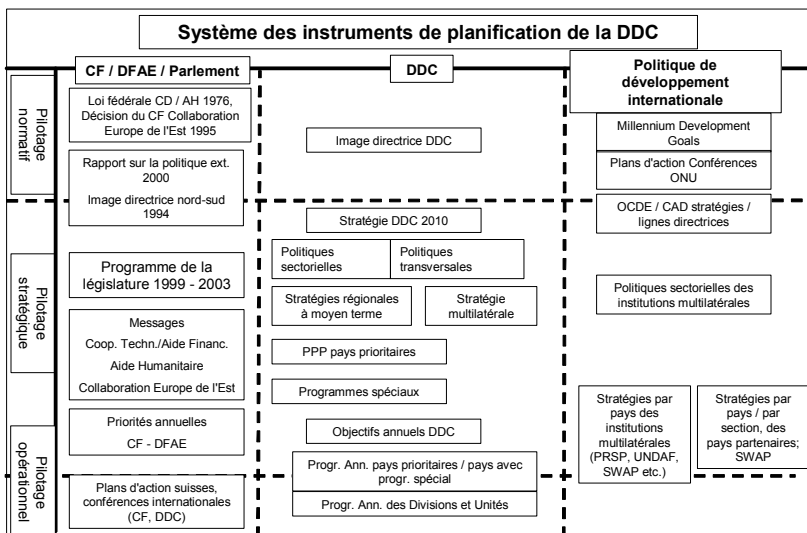 Système des instruments de planification de la DDC
CF / DFAE / Parlement
DDC
Politique de
développement
internationale
Pilotage
normatif
Loi fédérale CD / AH 1976,
Décision du CF Collaboration
Europe de l'Est 1995
Rapport sur la politique ext.
2000
Image directrice nord-sud
1994
Image directrice DDC
Millennium Development
Goals
Plans d'action Conférences
ONU
OCDE / CAD stratégies /
lignes directrices
Pilotage
stratégique
Programme de la
législature 1999 - 2003
Messages
Coop. Techn./Aide Financ.
Aide Humanitaire
Collaboration Europe de l'Est
Stratégie DDC 2010
Politiques
sectorielles
Politiques
transversales
Stratégies régionales
à moyen terme
Stratégie
multilatérale
PPP pays prioritaires
Programmes spéciaux
Politiques sectorielles des
institutions multilatérales
Pilotage
opérationnel
Priorités annuelles
CF - DFAE
Plans d'action suisses,
conférences internationales
(CF, DDC)
Objectifs annuels DDC
Progr. Ann. pays prioritaires / pays avec
progr. spécial
Progr. Ann. des Divisions et Unités
Stratégies par
pays des
institutions
multilatérales
(PRSP, UNDAF,
SWAP etc.)
Stratégies par
pays / par
section, des
pays partenaires;
SWAP